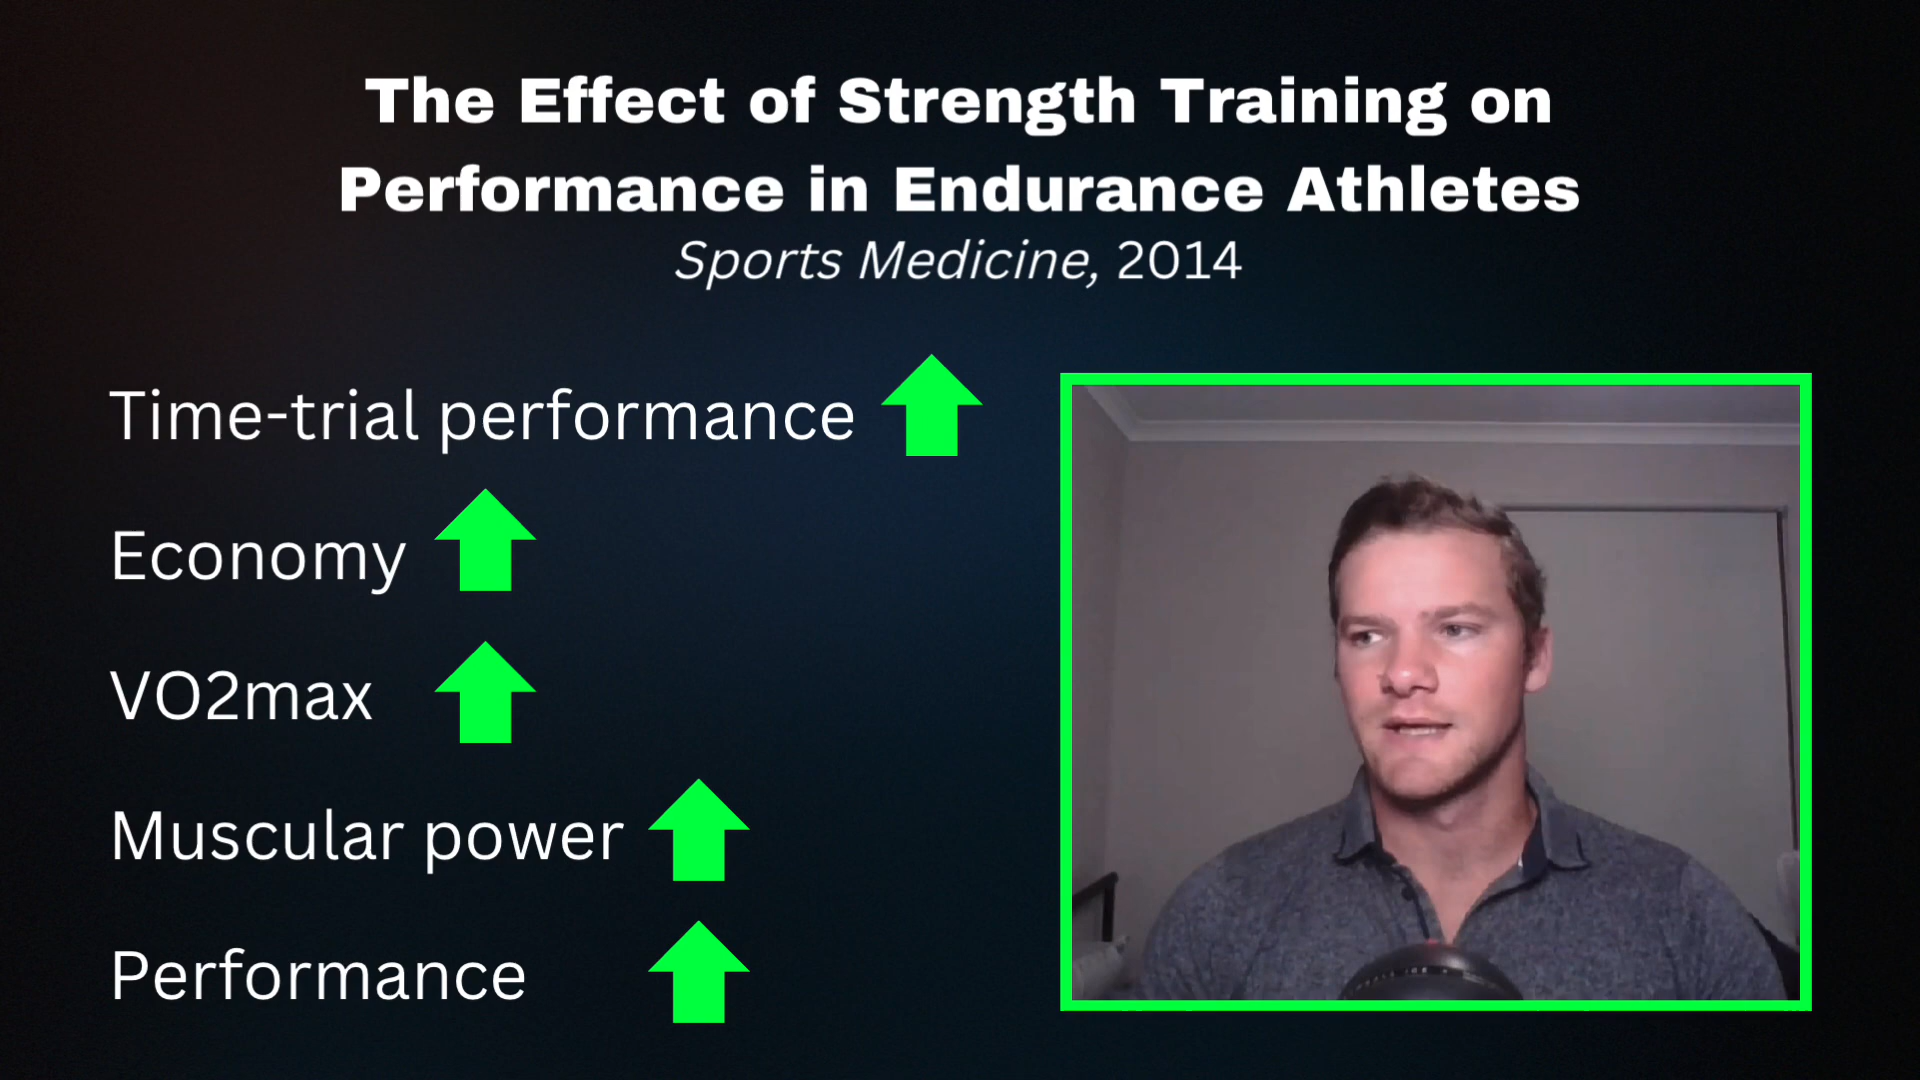 The Effect of Strength Training on
Performance in Endurance Athletes
Sports Medicine, 2014
Time-trial performance
Economy
VO2max
Muscular power
Performance